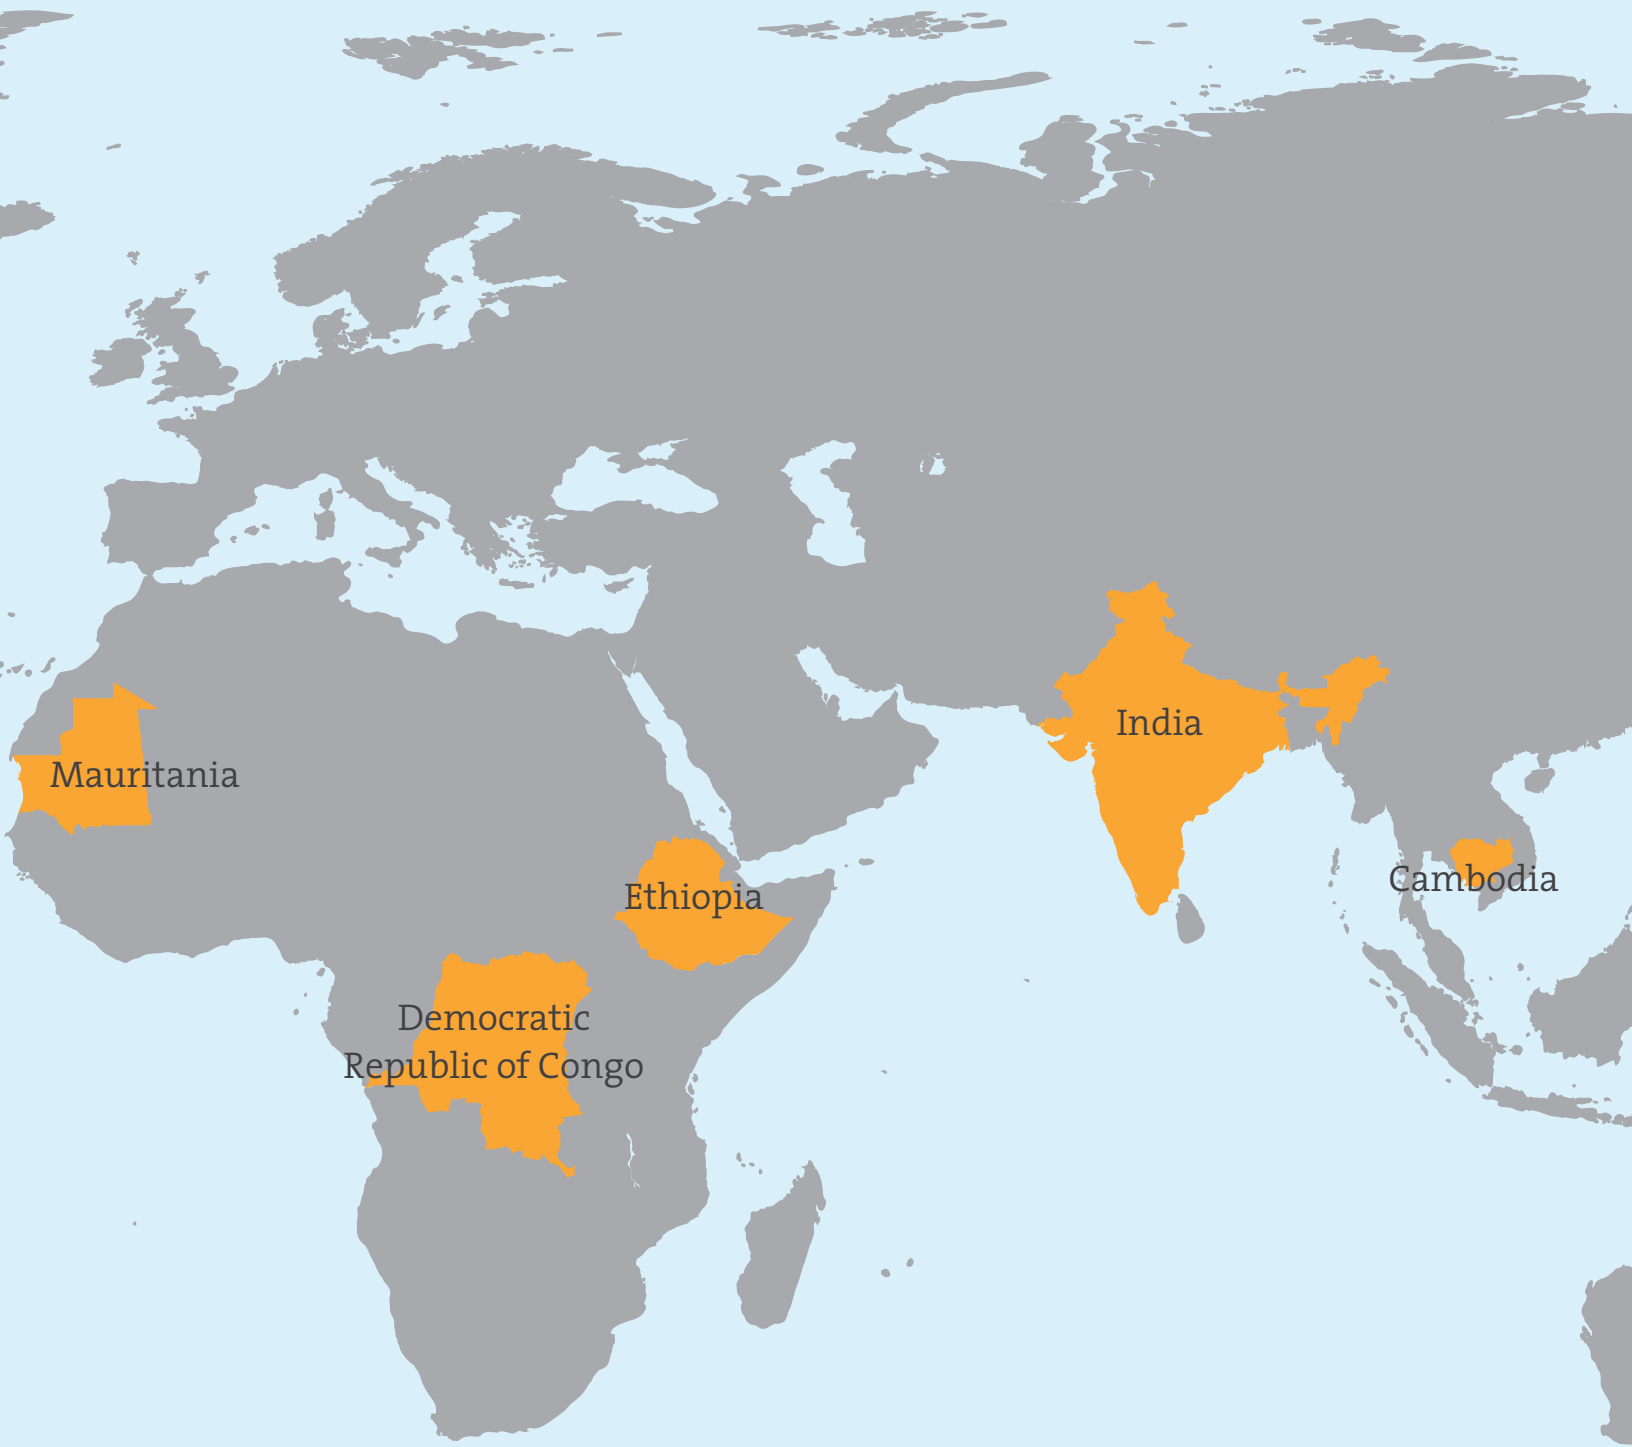 India
Mauritania
Cambodia
Ethiopia
Democratic
Republic of Congo